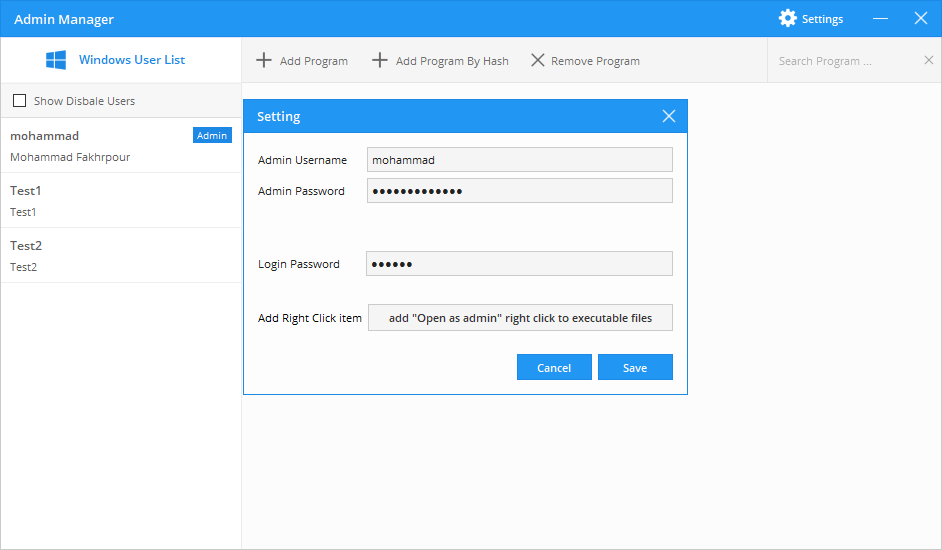 Admin Manager
Settings
Windows User List
Add Program
Add Program By Hash
Remove Program
Search Program ...
Show Disbale Users
mohammad
Admin
Mohammad Fakhrpour
Test1
Test1
Test2
Test2
Setting
Admin Username
mohammad
Admin Password
•••••••••••••
Login Password
••••••
Add Right Click item
add "Open as admin" right click to executable files
Cancel
Save